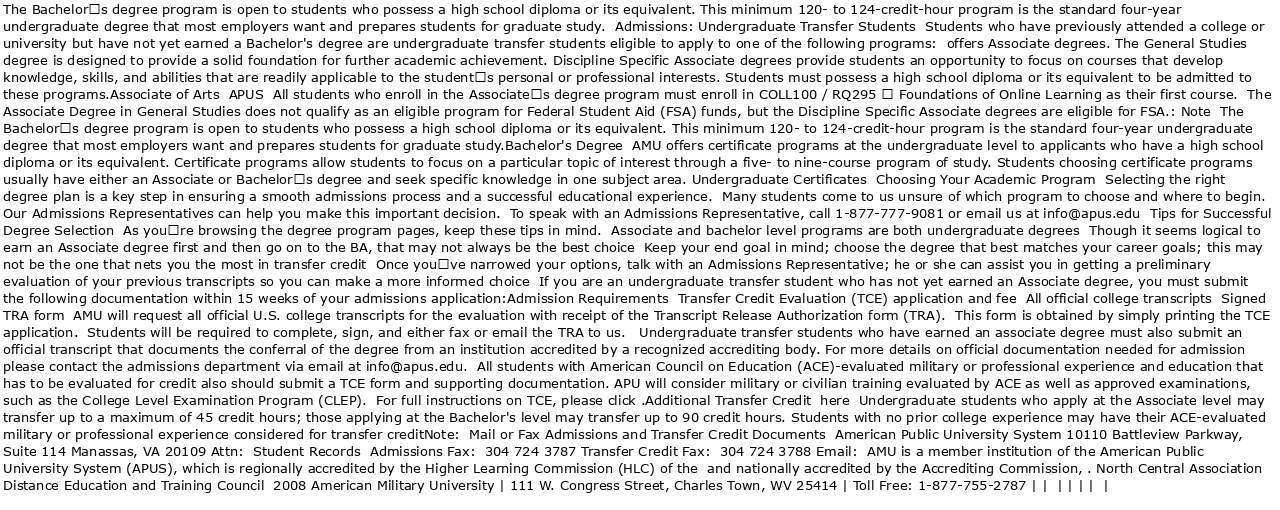 The Bachelor□s degree program is open to students who possess a high school diploma or its equivalent. This minimum 120- to 124-credit-hour program is the standard four-year
undergraduate degree that most employers want and prepares students for graduate study.  Admissions: Undergraduate Transfer Students  Students who have previously attended a college or
university but have not yet earned a Bachelor's degree are undergraduate transfer students eligible to apply to one of the following programs:  offers Associate degrees. The General Studies
degree is designed to provide a solid foundation for further academic achievement. Discipline Specific Associate degrees provide students an opportunity to focus on courses that develop
knowledge, skills, and abilities that are readily applicable to the student□s personal or professional interests. Students must possess a high school diploma or its equivalent to be admitted to
these programs.Associate of Arts  APUS  All students who enroll in the Associate□s degree program must enroll in COLL100 / RQ295 □ Foundations of Online Learning as their first course.  The
Associate Degree in General Studies does not qualify as an eligible program for Federal Student Aid (FSA) funds, but the Discipline Specific Associate degrees are eligible for FSA.: Note  The
Bachelor□s degree program is open to students who possess a high school diploma or its equivalent. This minimum 120- to 124-credit-hour program is the standard four-year undergraduate
degree that most employers want and prepares students for graduate study.Bachelor's Degree  AMU offers certificate programs at the undergraduate level to applicants who have a high school
diploma or its equivalent. Certificate programs allow students to focus on a particular topic of interest through a five- to nine-course program of study. Students choosing certificate programs
usually have either an Associate or Bachelor□s degree and seek specific knowledge in one subject area. Undergraduate Certificates  Choosing Your Academic Program  Selecting the right
degree plan is a key step in ensuring a smooth admissions process and a successful educational experience.  Many students come to us unsure of which program to choose and where to begin.
Our Admissions Representatives can help you make this important decision.  To speak with an Admissions Representative, call 1-877-777-9081 or email us at info@apus.edu  Tips for Successful
Degree Selection  As you□re browsing the degree program pages, keep these tips in mind.  Associate and bachelor level programs are both undergraduate degrees  Though it seems logical to
earn an Associate degree first and then go on to the BA, that may not always be the best choice  Keep your end goal in mind; choose the degree that best matches your career goals; this may
not be the one that nets you the most in transfer credit  Once you□ve narrowed your options, talk with an Admissions Representative; he or she can assist you in getting a preliminary
evaluation of your previous transcripts so you can make a more informed choice  If you are an undergraduate transfer student who has not yet earned an Associate degree, you must submit
the following documentation within 15 weeks of your admissions application:Admission Requirements  Transfer Credit Evaluation (TCE) application and fee  All official college transcripts  Signed
TRA form  AMU will request all official U.S. college transcripts for the evaluation with receipt of the Transcript Release Authorization form (TRA).  This form is obtained by simply printing the TCE
application.  Students will be required to complete, sign, and either fax or email the TRA to us.   Undergraduate transfer students who have earned an associate degree must also submit an
official transcript that documents the conferral of the degree from an institution accredited by a recognized accrediting body. For more details on official documentation needed for admission
please contact the admissions department via email at info@apus.edu.  All students with American Council on Education (ACE)-evaluated military or professional experience and education that
has to be evaluated for credit also should submit a TCE form and supporting documentation. APU will consider military or civilian training evaluated by ACE as well as approved examinations,
such as the College Level Examination Program (CLEP).  For full instructions on TCE, please click .Additional Transfer Credit  here  Undergraduate students who apply at the Associate level may
transfer up to a maximum of 45 credit hours; those applying at the Bachelor's level may transfer up to 90 credit hours. Students with no prior college experience may have their ACE-evaluated
military or professional experience considered for transfer creditNote:  Mail or Fax Admissions and Transfer Credit Documents  American Public University System 10110 Battleview Parkway,
Suite 114 Manassas, VA 20109 Attn:  Student Records  Admissions Fax:  304 724 3787 Transfer Credit Fax:  304 724 3788 Email:  AMU is a member institution of the American Public
University System (APUS), which is regionally accredited by the Higher Learning Commission (HLC) of the  and nationally accredited by the Accrediting Commission, . North Central Association
Distance Education and Training Council  2008 American Military University | 111 W. Congress Street, Charles Town, WV 25414 | Toll Free: 1-877-755-2787 | |  | | | | |  |